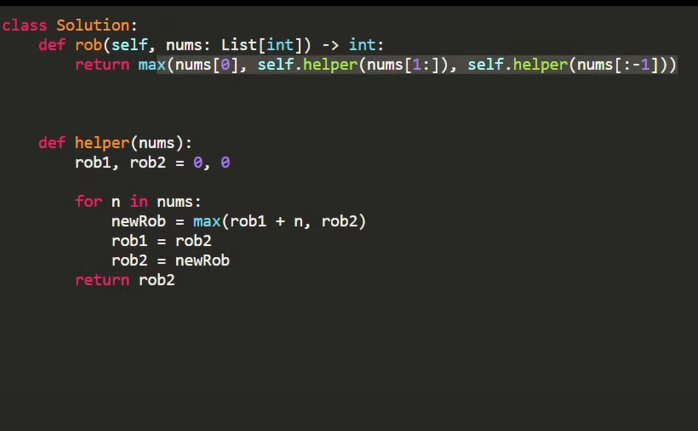 class Solution:
    def rob(self, nums: List[int]) -> int:
        return max(nums[0], self.helper(nums[1:]), self.helper(nums[:-1]))
    def helper(nums):
        rob1, rob2 = 0, 0
        for n in nums:
            newRob = max(rob1 + n, rob2)
            rob1 = rob2
            rob2 = newRob
        return rob2